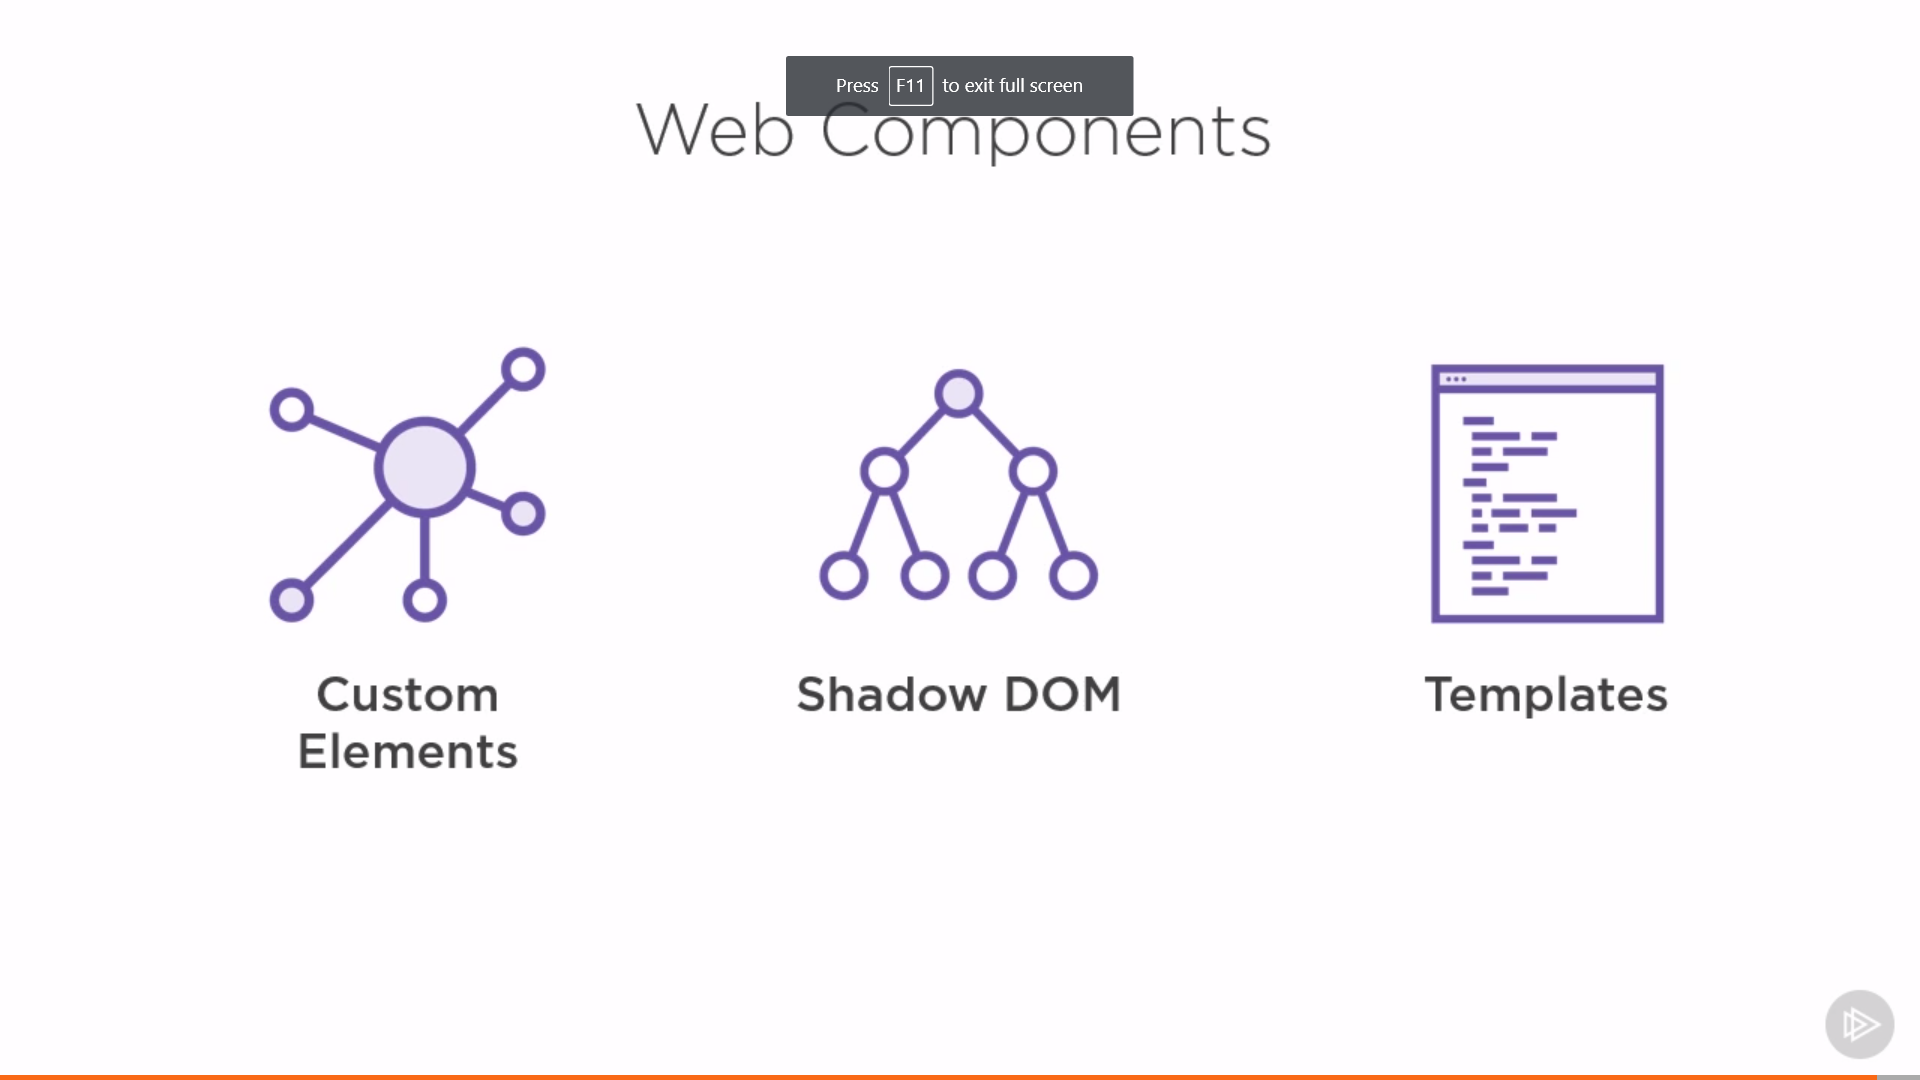 Press F11 to exit full screen
Web Components
Custom
Elements
Shadow DOM
Templates